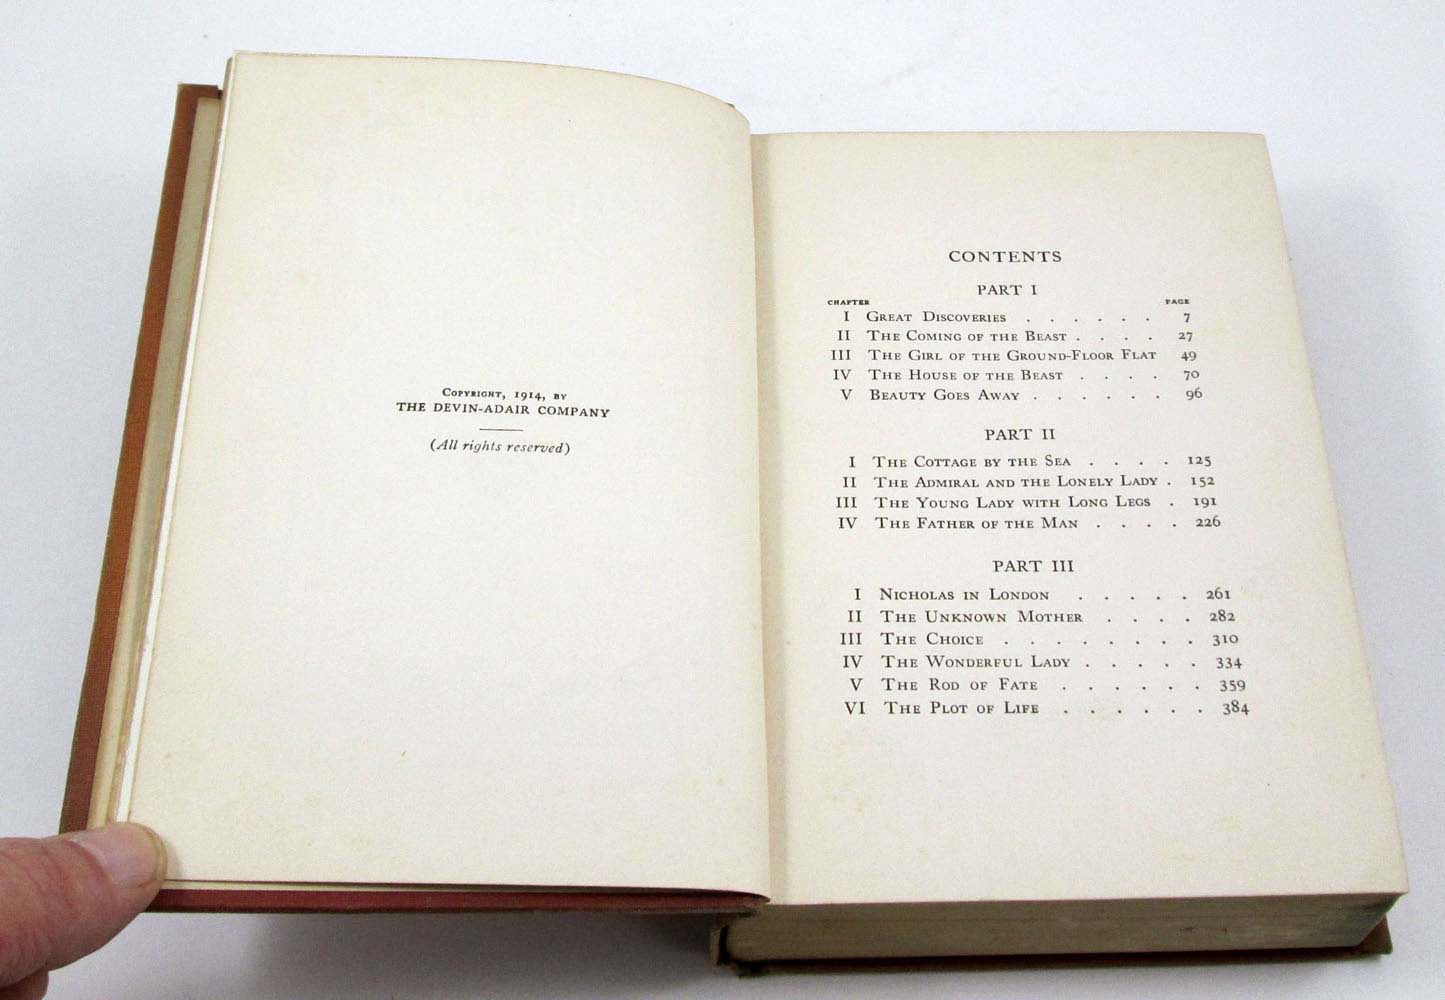 Copyright, 1914, by
THE DEVIN-ADAIR COMPANY
(All rights reserved)
CONTENTS
PART I
CHAPTER PAGE
I Great Discoveries . . . . . . 7
II The Coming of the Beast . . . . 27
III The Girl of the Ground-Floor Flat 49
IV The House of the Beast . . . . 70
V Beauty Goes Away . . . . . . 96
PART II
I The Cottage by the Sea . . . . 125
II The Admiral and the Lonely Lady . 152
III The Young Lady with Long Legs . 191
IV The Father of the Man . . . . 226
PART III
I Nicholas in London . . . . . 261
II The Unknown Mother . . . . 282
III The Choice . . . . . . . . 310
IV The Wonderful Lady . . . . . 334
V The Rod of Fate . . . . . . 359
VI The Plot of Life . . . . . . 384